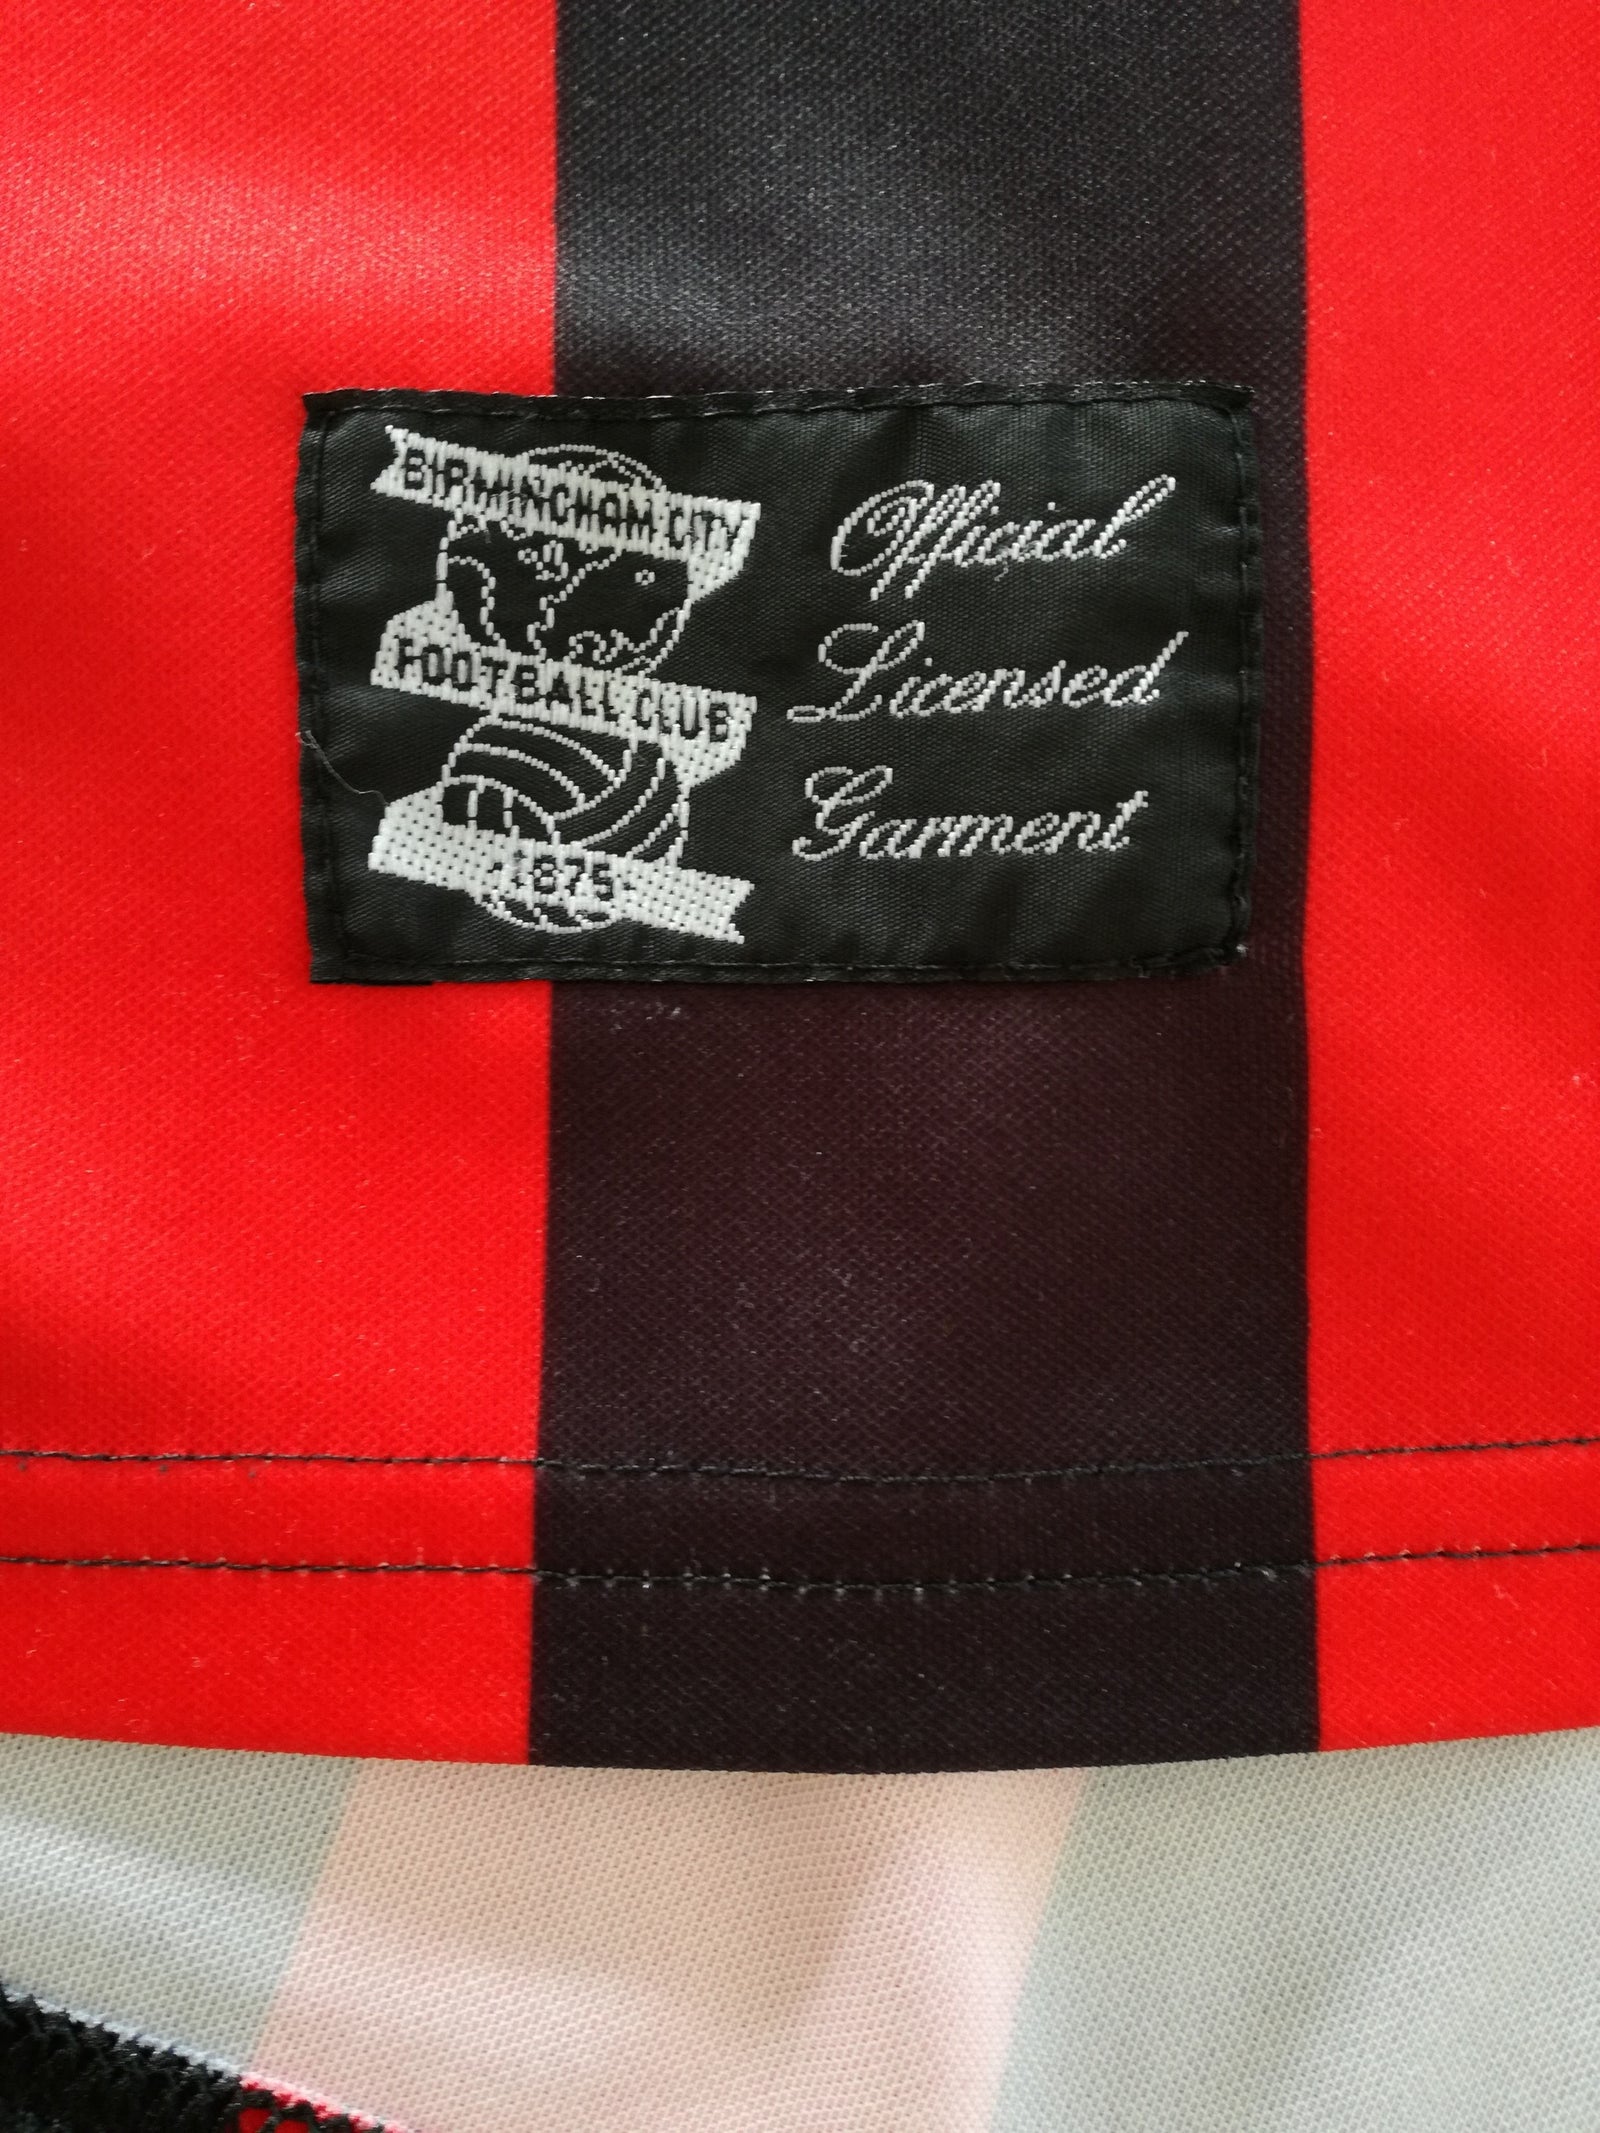 BIRMINGHAM CITY
FOOTBALL CLUB
1875
Official
Licensed
Garment